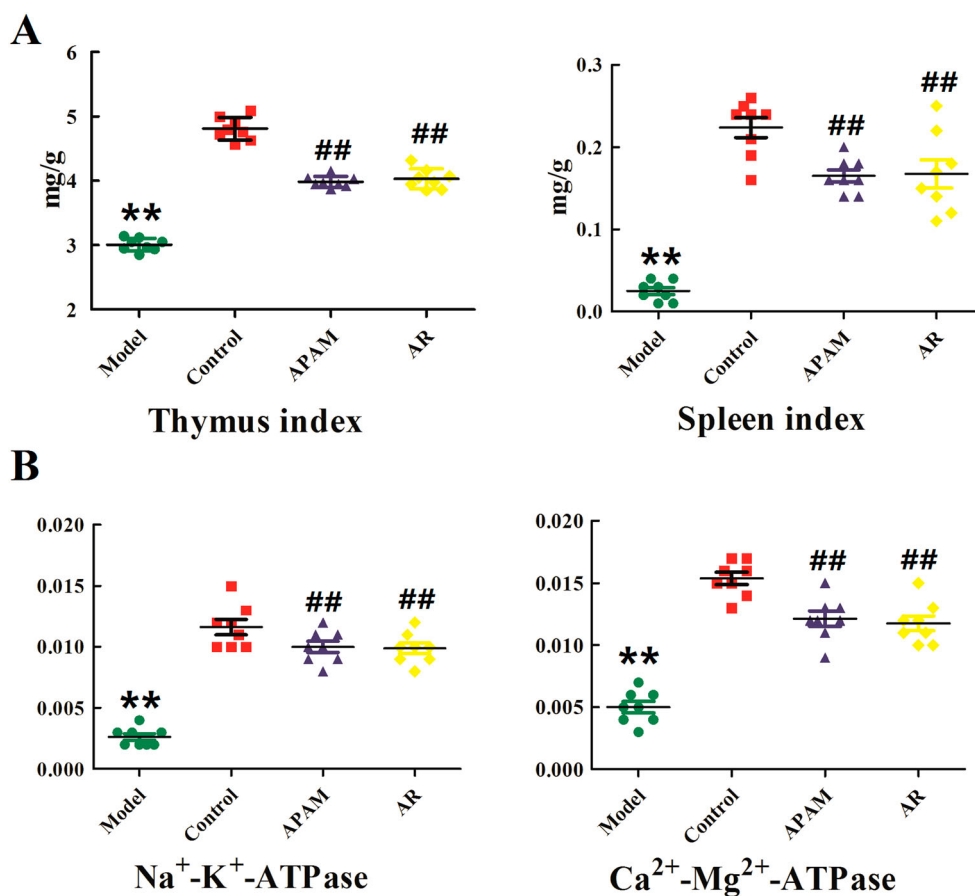 A
mg/g
6
5
4
3
2
**
##
##
Model
Control
APAM
AR
Thymus index
mg/g
0.3
0.2
0.1
0.0
**
##
##
Model
Control
APAM
AR
Spleen index
B
0.020
0.015
0.010
0.005
0.000
**
##
##
Model
Control
APAM
AR
Na⁺-K⁺-ATPase
0.020
0.015
0.010
0.005
0.000
**
##
##
Model
Control
APAM
AR
Ca²⁺-Mg²⁺-ATPase